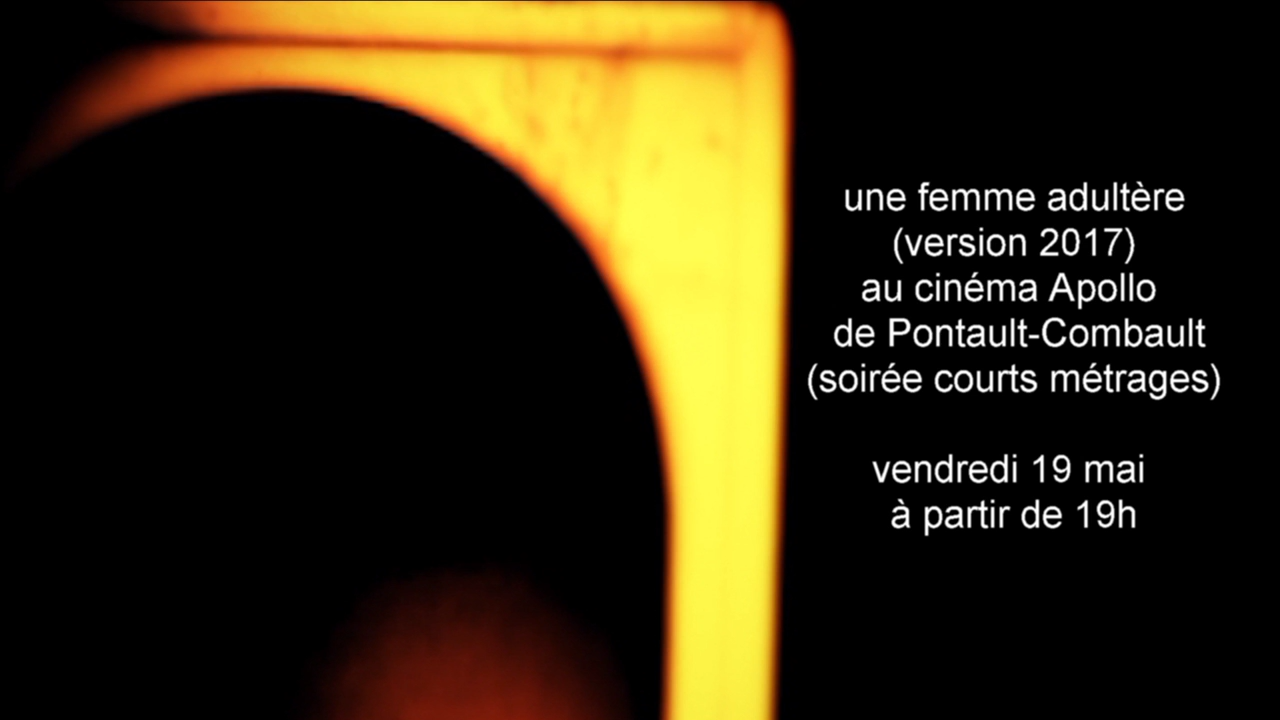 une femme adultère
(version 2017)
au cinéma Apollo
de Pontault-Combault
(soirée courts métrages)
vendredi 19 mai
à partir de 19h